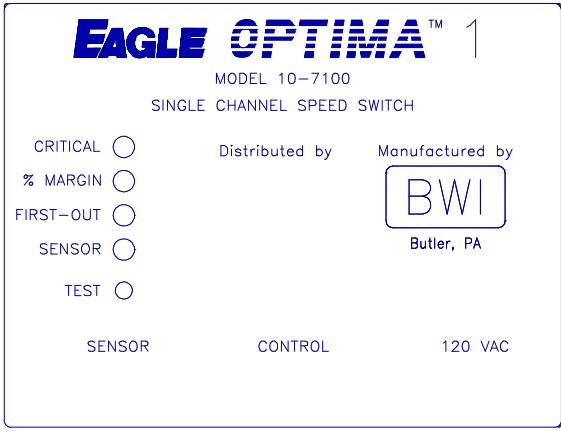 EAGLE OPTIMA™ 1
MODEL 10-7100
SINGLE CHANNEL SPEED SWITCH
CRITICAL
% MARGIN
FIRST-OUT
SENSOR
TEST
Distributed by
Manufactured by
BWI
Butler, PA
SENSOR CONTROL 120 VAC